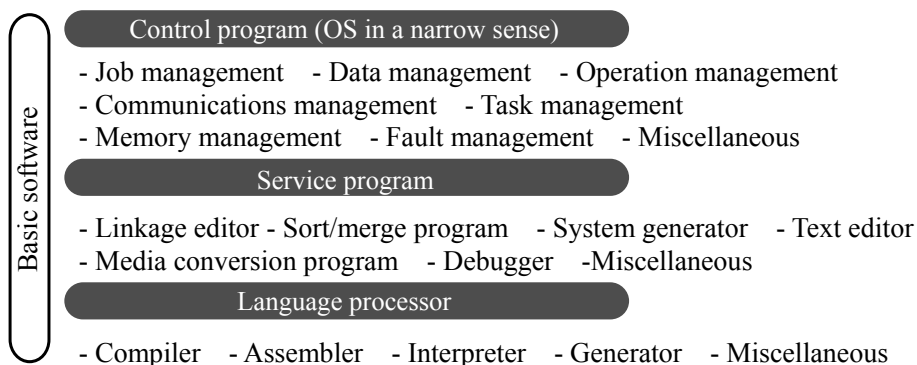 Basic software
Control program (OS in a narrow sense)
- Job management - Data management - Operation management
- Communications management - Task management
- Memory management - Fault management - Miscellaneous
Service program
- Linkage editor - Sort/merge program - System generator - Text editor
- Media conversion program - Debugger -Miscellaneous
Language processor
- Compiler - Assembler - Interpreter - Generator - Miscellaneous